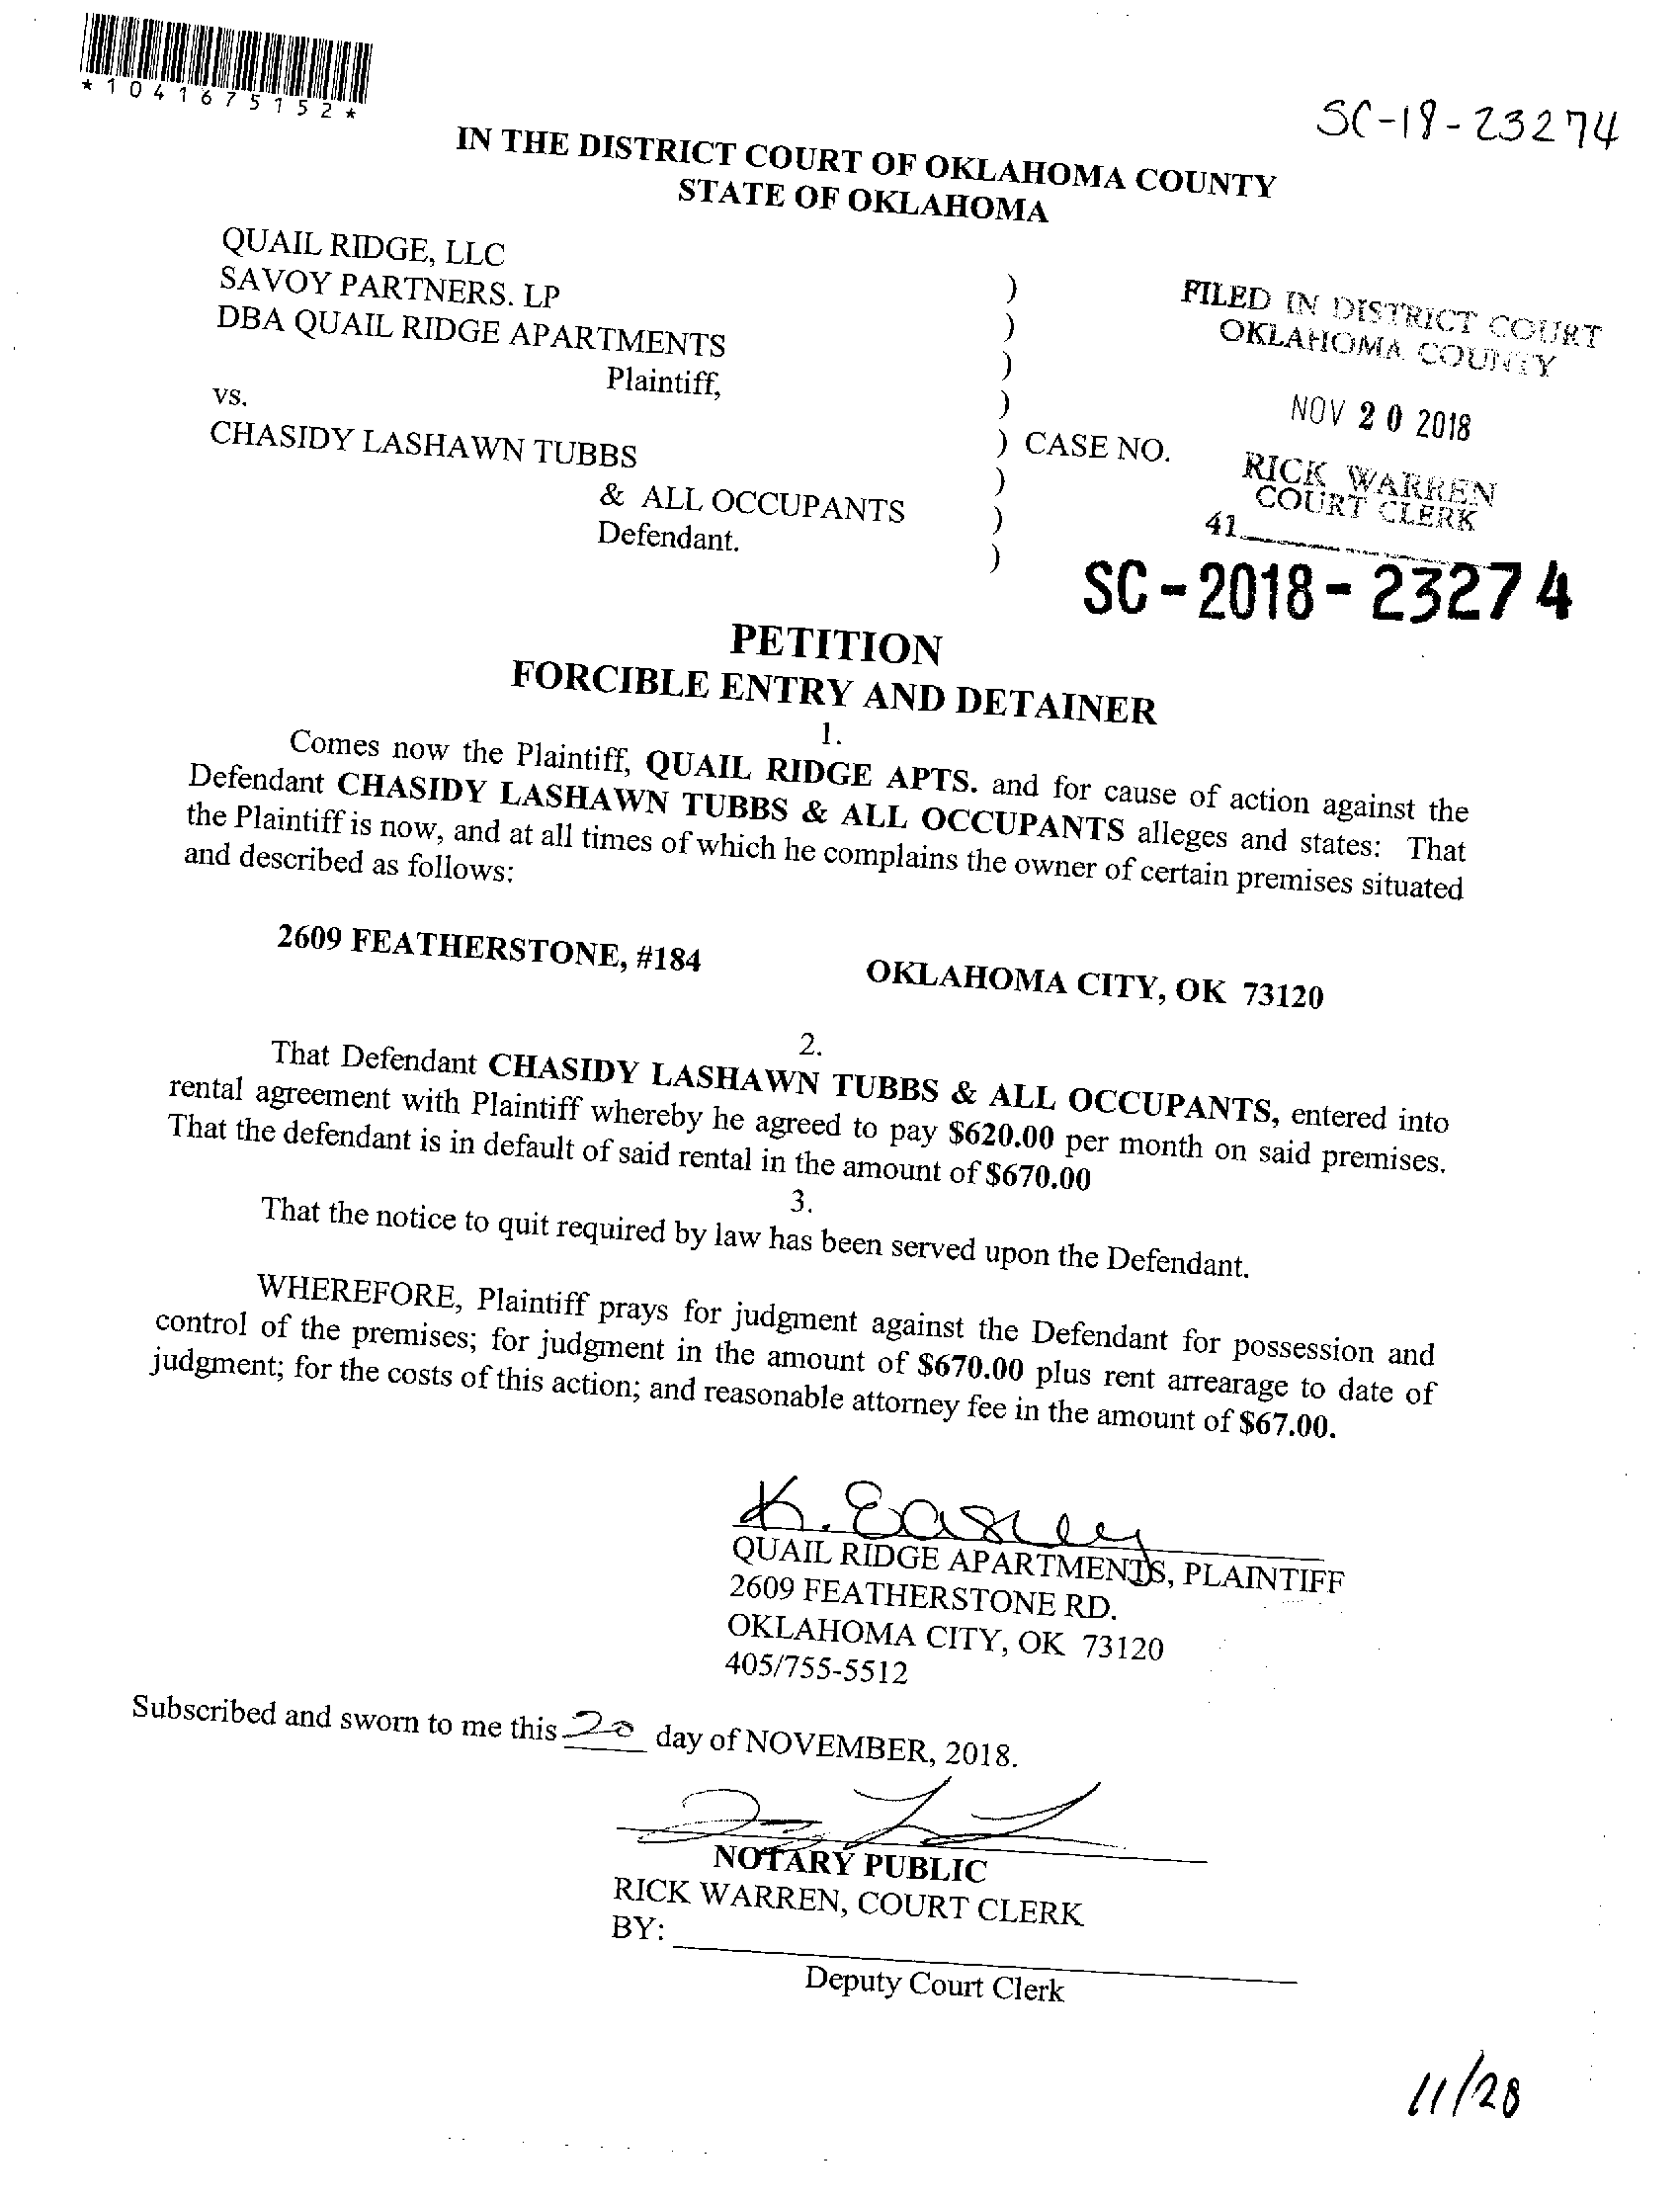 *1041675152*
SC-18-23274
IN THE DISTRICT COURT OF OKLAHOMA COUNTY
STATE OF OKLAHOMA
QUAIL RIDGE, LLC
SAVOY PARTNERS. LP )
DBA QUAIL RIDGE APARTMENTS )
Plaintiff, )
vs. )
CHASIDY LASHAWN TUBBS ) CASE NO.
& ALL OCCUPANTS )
Defendant. )
)
FILED IN DISTRICT COURT
OKLAHOMA COUNTY
NOV 20 2018
RICK WARREN
COURT CLERK
41
SC-2018-23274
PETITION
FORCIBLE ENTRY AND DETAINER
1.
Comes now the Plaintiff, QUAIL RIDGE APTS. and for cause of action against the
Defendant CHASIDY LASHAWN TUBBS & ALL OCCUPANTS alleges and states: That
the Plaintiff is now, and at all times of which he complains the owner of certain premises situated
and described as follows:
2609 FEATHERSTONE, #184 OKLAHOMA CITY, OK 73120
2.
That Defendant CHASIDY LASHAWN TUBBS & ALL OCCUPANTS, entered into
rental agreement with Plaintiff whereby he agreed to pay $620.00 per month on said premises.
That the defendant is in default of said rental in the amount of $670.00
3.
That the notice to quit required by law has been served upon the Defendant.
WHEREFORE, Plaintiff prays for judgment against the Defendant for possession and
control of the premises; for judgment in the amount of $670.00 plus rent arrearage to date of
judgment; for the costs of this action; and reasonable attorney fee in the amount of $67.00.
K. Easley
QUAIL RIDGE APARTMENTS, PLAINTIFF
2609 FEATHERSTONE RD.
OKLAHOMA CITY, OK 73120
405/755-5512
Subscribed and sworn to me this 20 day of NOVEMBER, 2018.
NOTARY PUBLIC
RICK WARREN, COURT CLERK
BY:
Deputy Court Clerk
11/28